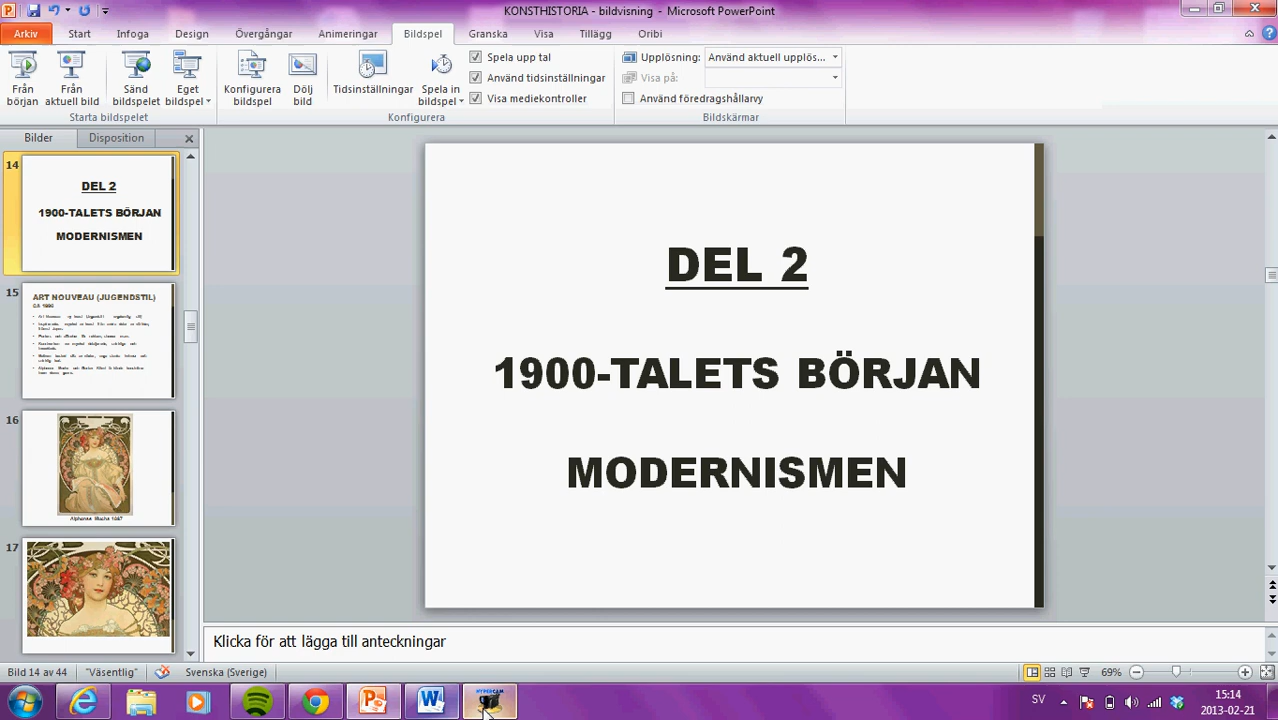 KONSTHISTORIA - bildvisning - Microsoft PowerPoint
Arkiv Start Infoga Design Övergångar Animeringar Bildspel Granska Visa Tillägg Oribi
Från början
Från aktuell bild
Sänd bildspelet
Eget bildspel
Konfigurera bildspel
Dölj bild
Tidsinställningar
Spela in bildspel
Spela upp tal
Använd tidsinställningar
Visa mediekontroller
Upplösning: Använd aktuell upplös...
Visa på:
Använd föredragshållarvy
Starta bildspelet
Konfigurera
Bildskärmar
Bilder Disposition
14
DEL 2
1900-TALETS BÖRJAN
MODERNISMEN
15
ART NOUVEAU (JUGENDSTIL)
16
17
DEL 2
1900-TALETS BÖRJAN
MODERNISMEN
Klicka för att lägga till anteckningar
Bild 14 av 44 "Väsentlig" Svenska (Sverige) 69%
HYPERCAM
SV
15:14
2013-02-21